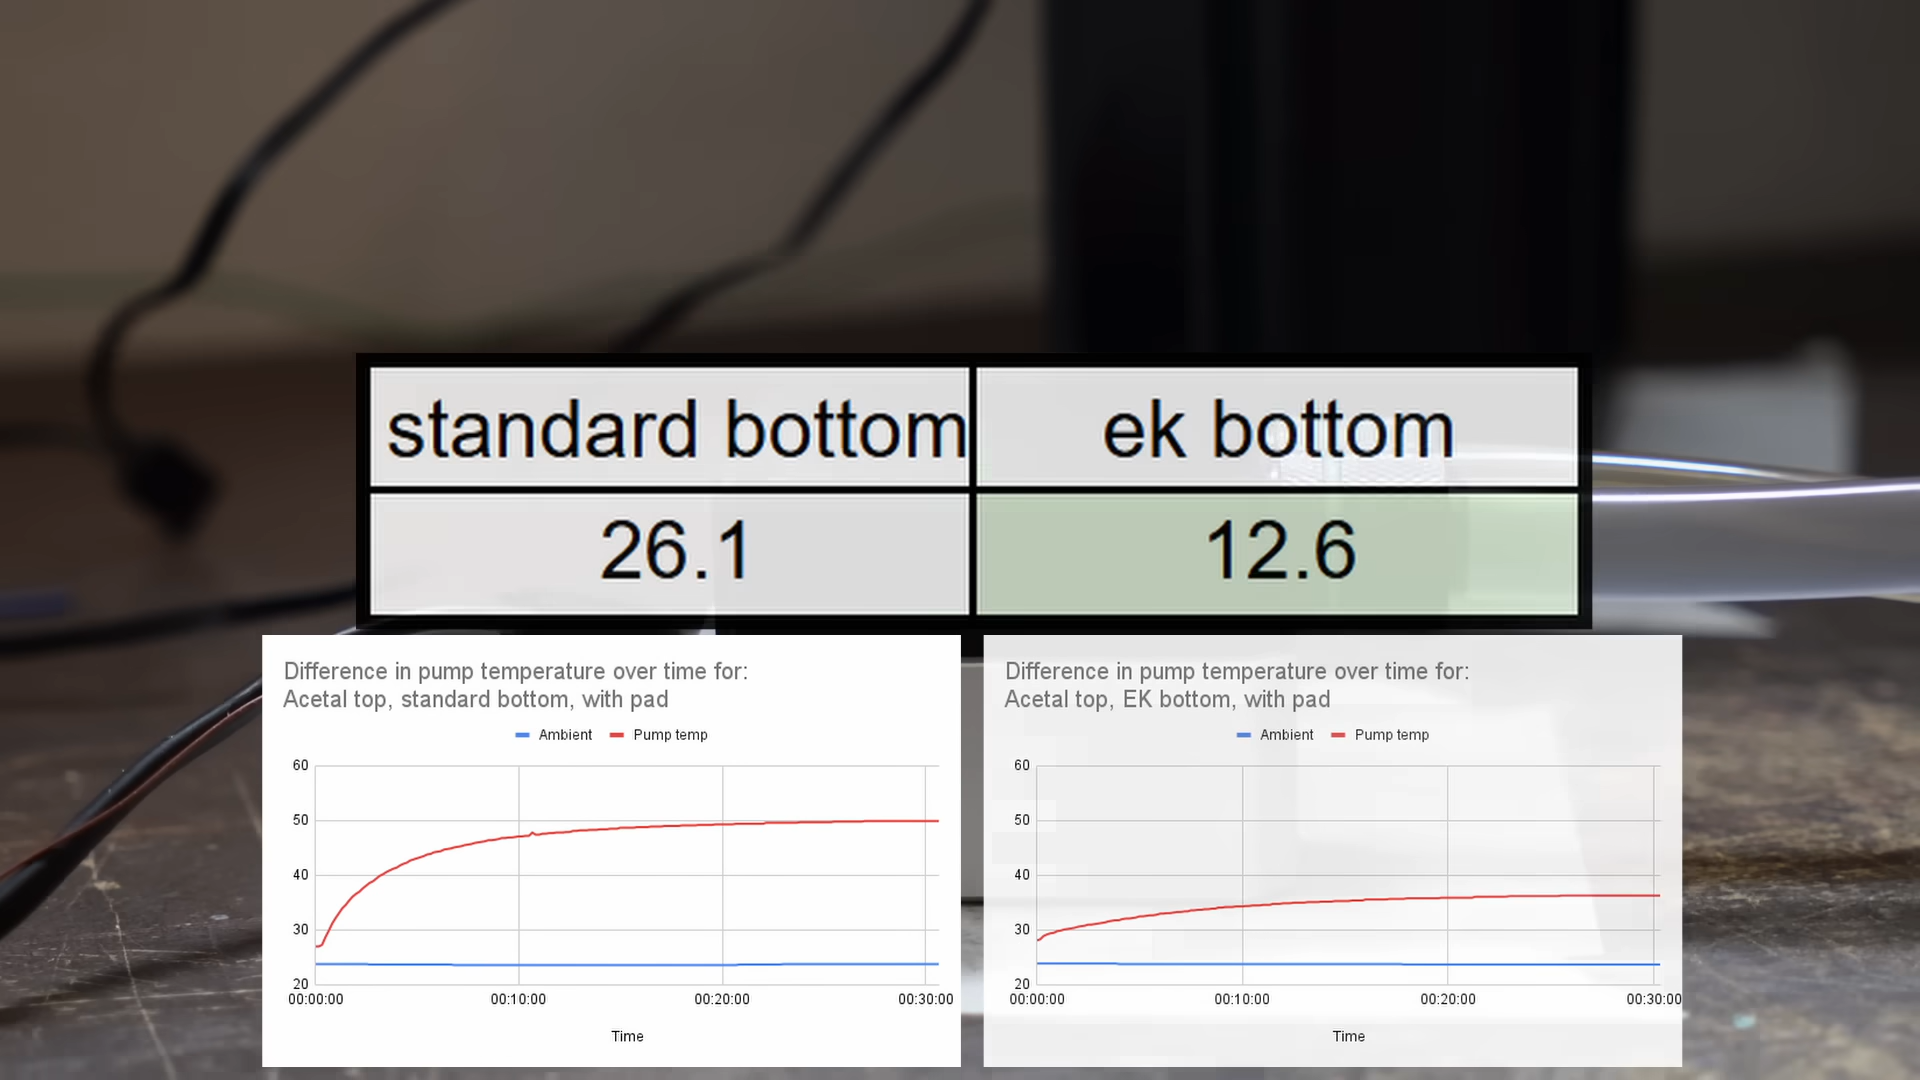 standard bottom
ek bottom
26.1
12.6
Difference in pump temperature over time for:
Acetal top, standard bottom, with pad
Ambient
Pump temp
60
50
40
30
20
00:00:00
00:10:00
00:20:00
00:30:00
Time
Difference in pump temperature over time for:
Acetal top, EK bottom, with pad
Ambient
Pump temp
60
50
40
30
20
00:00:00
00:10:00
00:20:00
00:30:00
Time